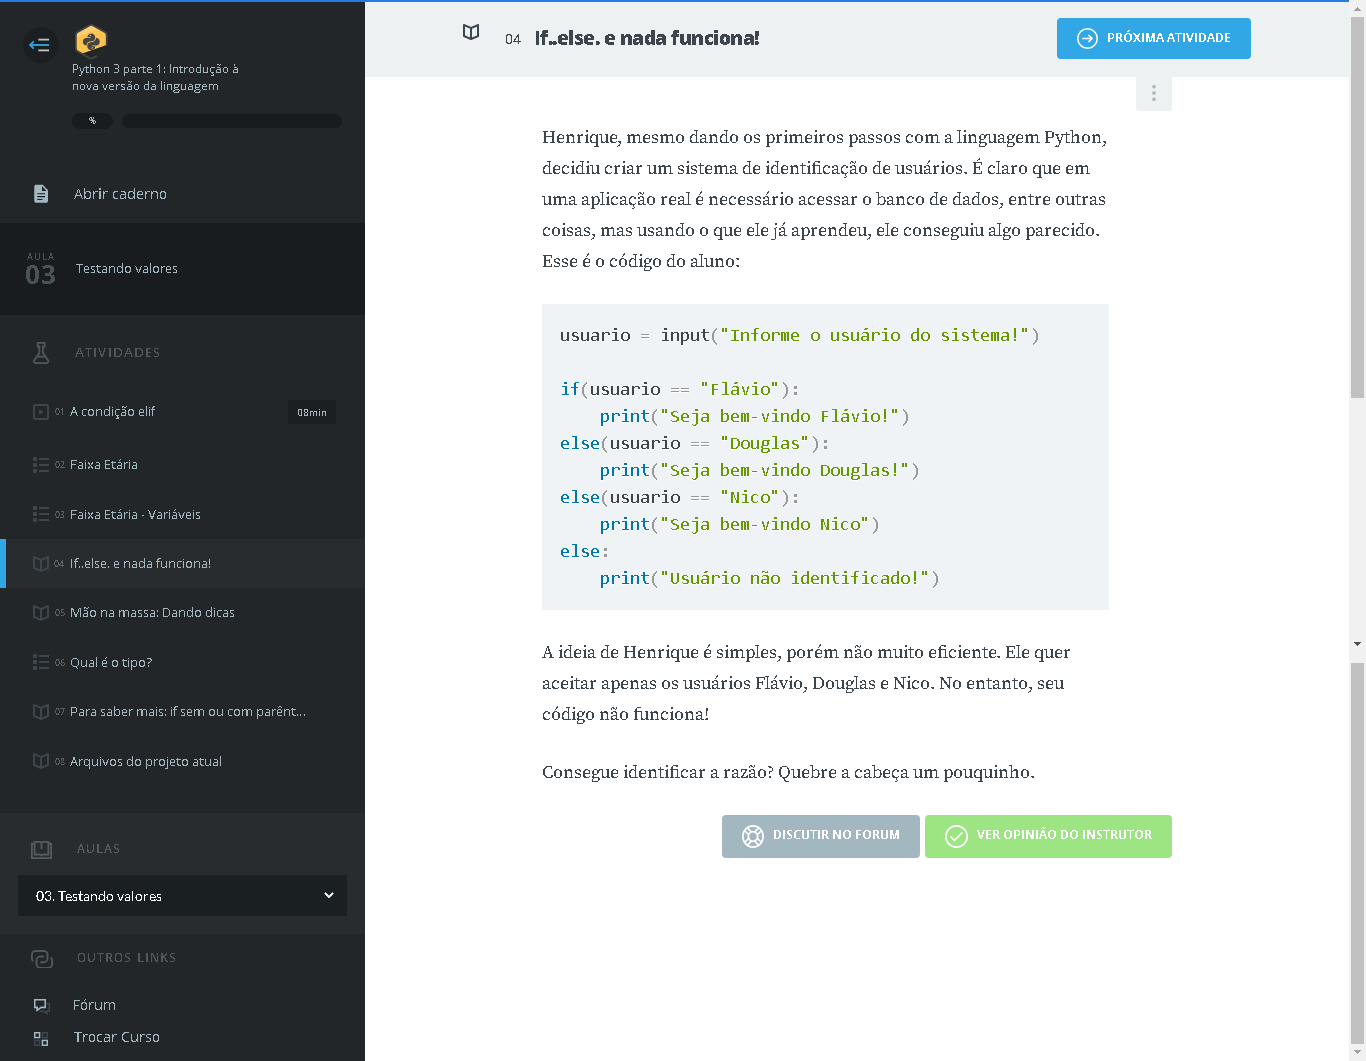 Python 3 parte 1: Introdução à
nova versão da linguagem
%
Abrir caderno
AULA
03
Testando valores
ATIVIDADES
01 A condição elif
08min
02 Faixa Etária
03 Faixa Etária - Variáveis
04 If..else. e nada funciona!
05 Mão na massa: Dando dicas
06 Qual é o tipo?
07 Para saber mais: if sem ou com parênt...
08 Arquivos do projeto atual
AULAS
03. Testando valores
OUTROS LINKS
Fórum
Trocar Curso
04 If..else. e nada funciona!
PRÓXIMA ATIVIDADE
Henrique, mesmo dando os primeiros passos com a linguagem Python,
decidiu criar um sistema de identificação de usuários. É claro que em
uma aplicação real é necessário acessar o banco de dados, entre outras
coisas, mas usando o que ele já aprendeu, ele conseguiu algo parecido.
Esse é o código do aluno:
usuario = input("Informe o usuário do sistema!")
if(usuario == "Flávio"):
    print("Seja bem-vindo Flávio!")
else(usuario == "Douglas"):
    print("Seja bem-vindo Douglas!")
else(usuario == "Nico"):
    print("Seja bem-vindo Nico")
else:
    print("Usuário não identificado!")
A ideia de Henrique é simples, porém não muito eficiente. Ele quer
aceitar apenas os usuários Flávio, Douglas e Nico. No entanto, seu
código não funciona!
Consegue identificar a razão? Quebre a cabeça um pouquinho.
DISCUTIR NO FORUM
VER OPINIÃO DO INSTRUTOR